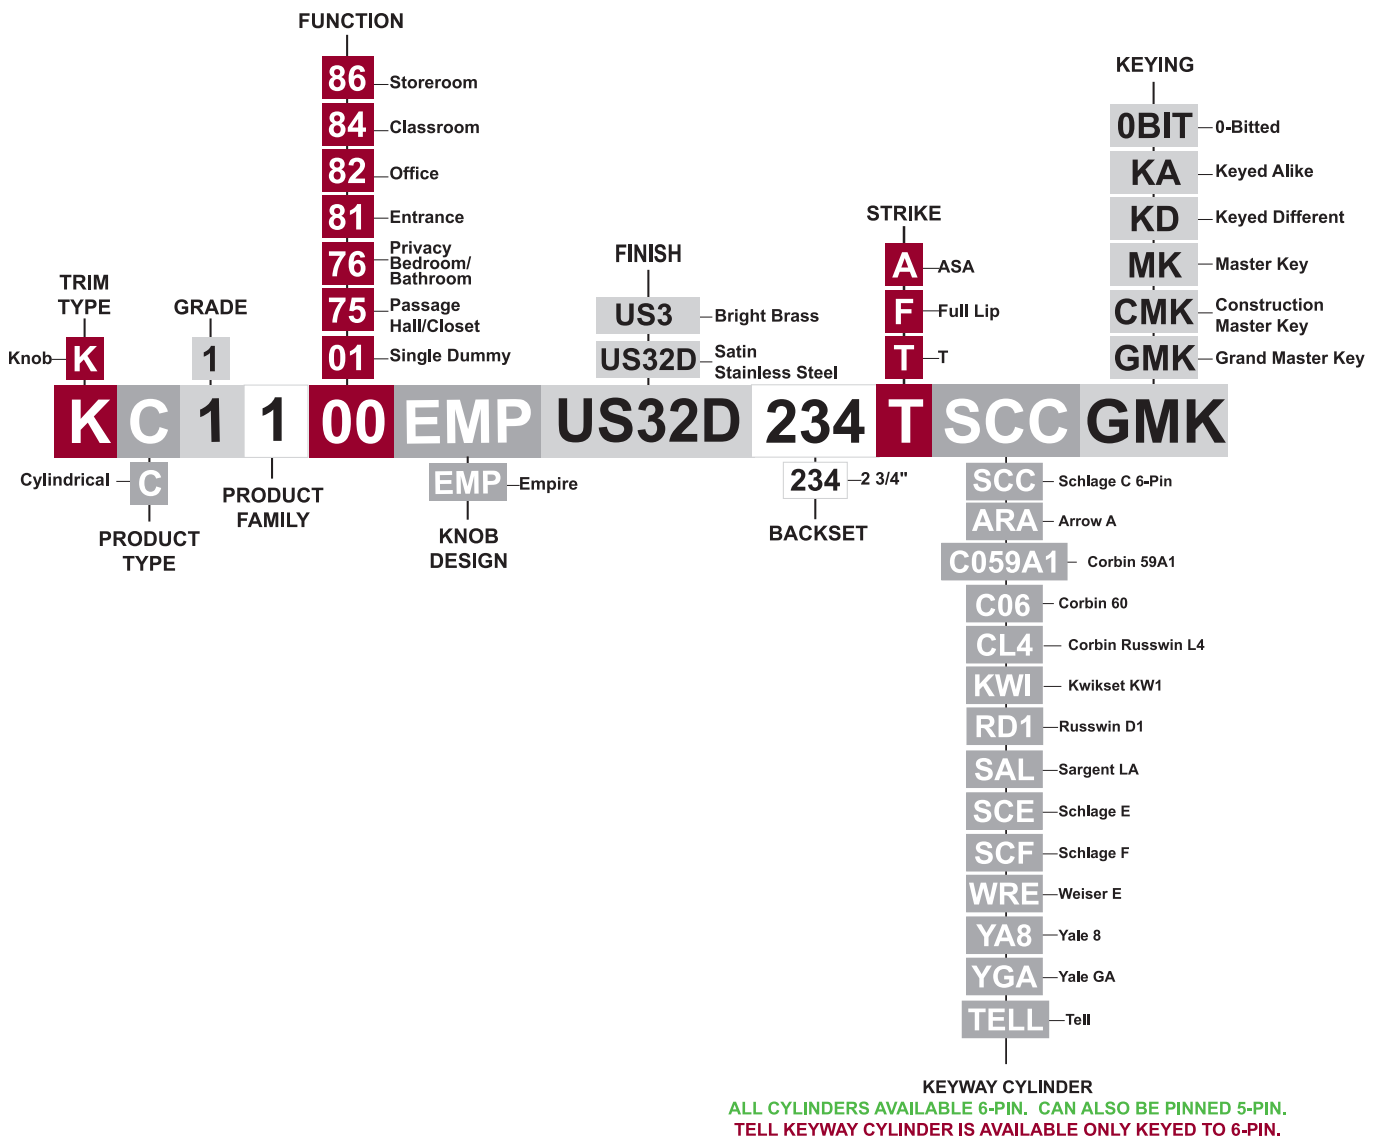 FUNCTION
86 Storeroom
84 Classroom
82 Office
81 Entrance
76 Privacy
Bedroom/
Bathroom
75 Passage
Hall/Closet
01 Single Dummy
KEYING
0BIT 0-Bitted
KA Keyed Alike
KD Keyed Different
MK Master Key
CMK Construction
Master Key
GMK Grand Master Key
STRIKE
A ASA
F Full Lip
T T
FINISH
US3 Bright Brass
US32D Satin
Stainless Steel
TRIM
TYPE
Knob K
GRADE
1
K C 1 1 00 EMP US32D 234 T SCC GMK
Cylindrical C
PRODUCT
TYPE
PRODUCT
FAMILY
EMP Empire
KNOB
DESIGN
234 2 3/4"
BACKSET
SCC Schlage C 6-Pin
ARA Arrow A
C059A1 Corbin 59A1
C06 Corbin 60
CL4 Corbin Russwin L4
KWI Kwikset KW1
RD1 Russwin D1
SAL Sargent LA
SCE Schlage E
SCF Schlage F
WRE Weiser E
YA8 Yale 8
YGA Yale GA
TELL Tell
KEYWAY CYLINDER
ALL CYLINDERS AVAILABLE 6-PIN. CAN ALSO BE PINNED 5-PIN.
TELL KEYWAY CYLINDER IS AVAILABLE ONLY KEYED TO 6-PIN.